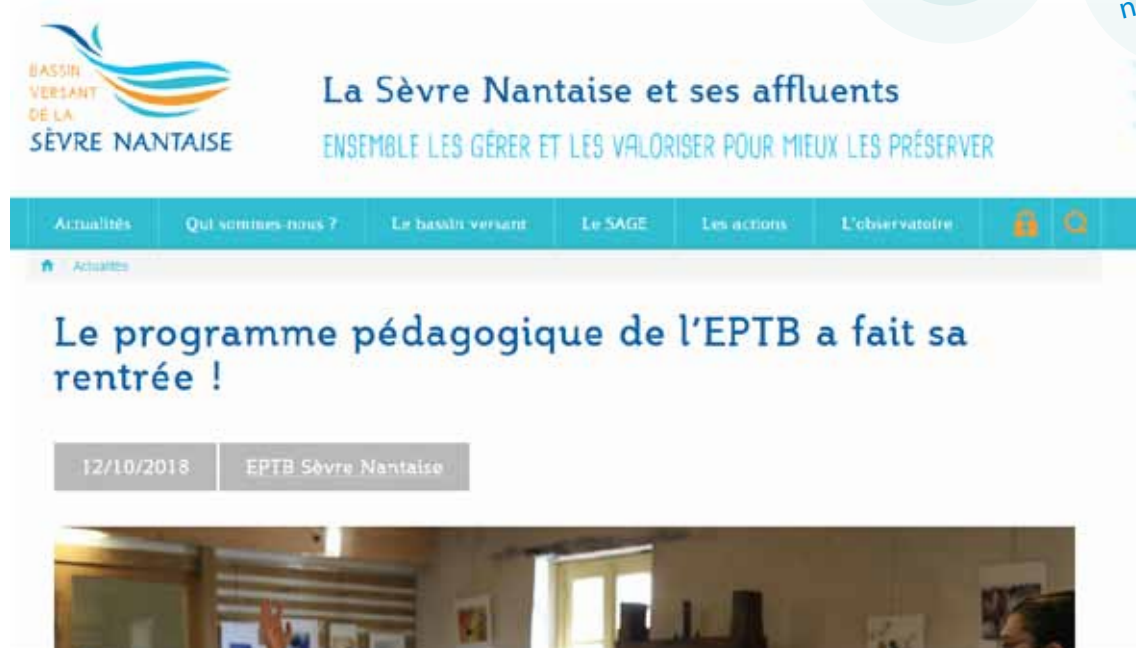 n
BASSIN
VERSANT
DE LA
SÈVRE NANTAISE
La Sèvre Nantaise et ses affluents
ENSEMBLE LES GÉRER ET LES VALORISER POUR MIEUX LES PRÉSERVER
Actualités Qui sommes-nous ? Le bassin versant Le SAGE Les actions L'observatoire
Actualités
Le programme pédagogique de l'EPTB a fait sa
rentrée !
12/10/2018 EPTB Sèvre Nantaise